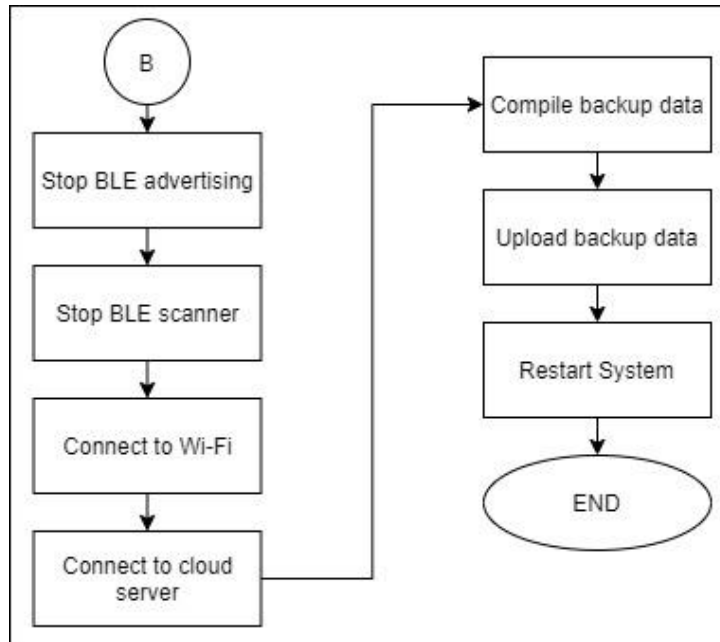 B
Stop BLE advertising
Stop BLE scanner
Connect to Wi-Fi
Connect to cloud
server
Compile backup data
Upload backup data
Restart System
END